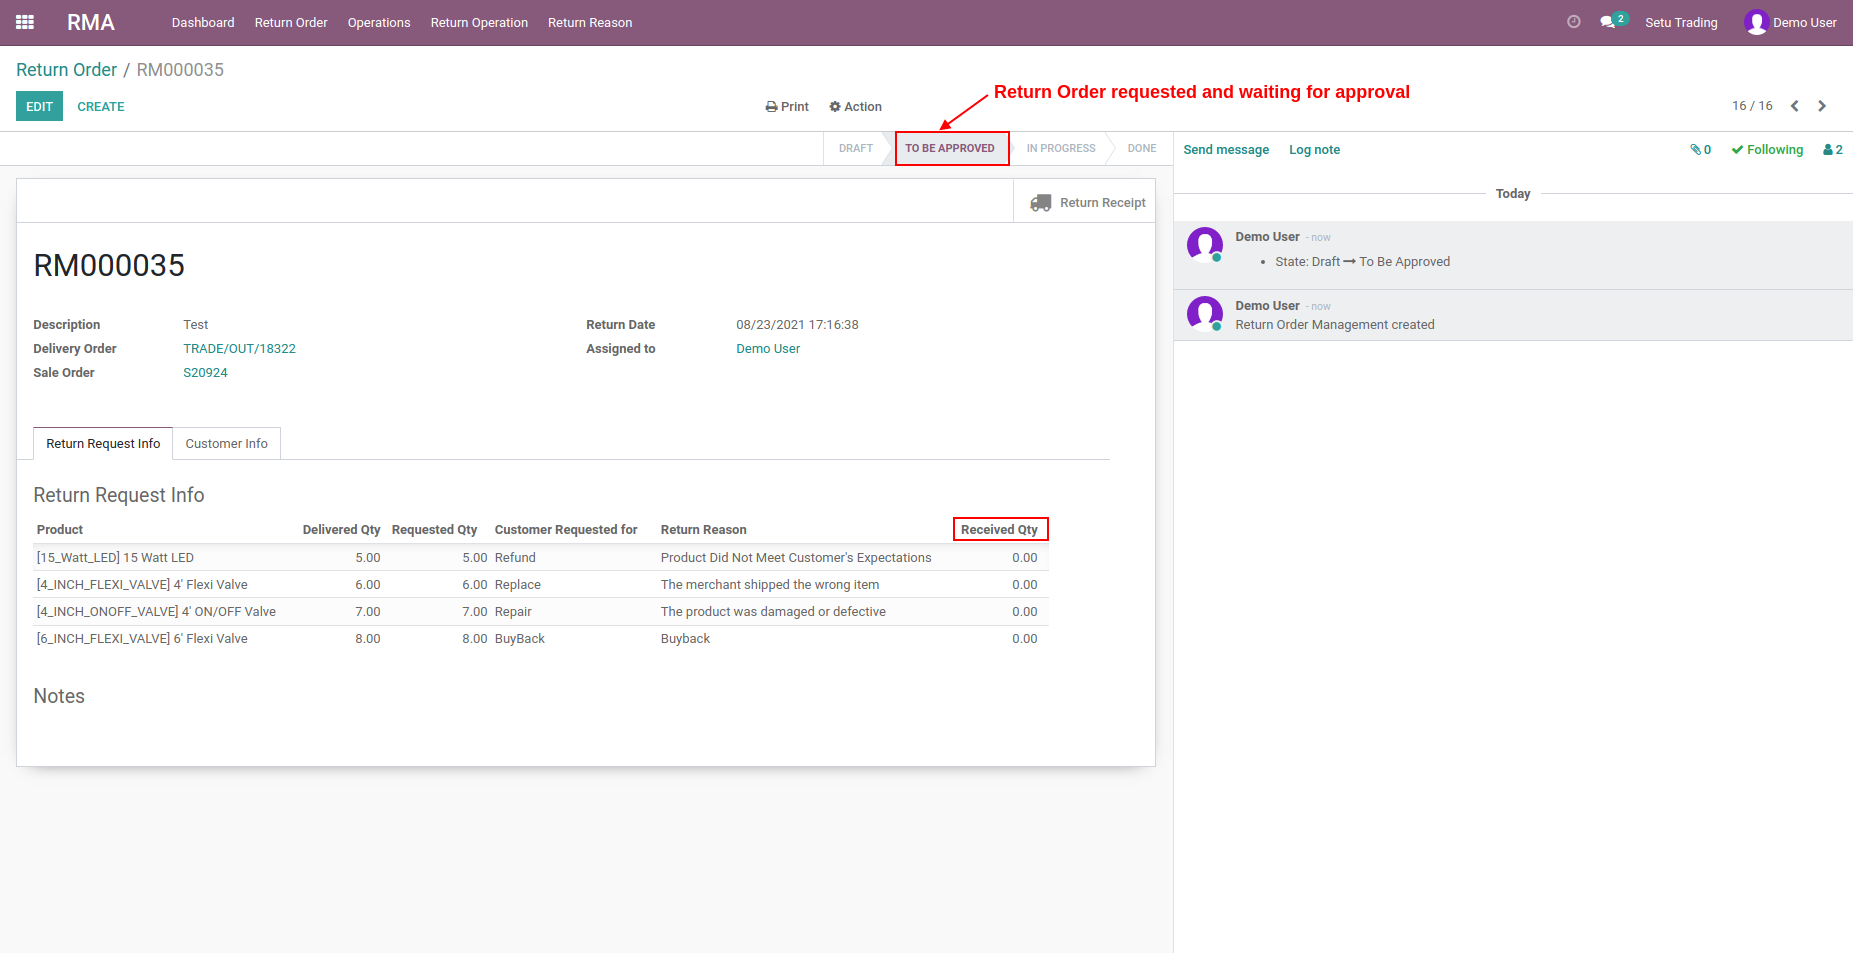 RMA Dashboard Return Order Operations Return Operation Return Reason 2 Setu Trading Demo User
Return Order / RM000035
Return Order requested and waiting for approval
EDIT CREATE Print Action 16 / 16
DRAFT TO BE APPROVED IN PROGRESS DONE
Send message Log note 0 Following 2
Today
Return Receipt
Demo User - now
State: Draft → To Be Approved
Demo User - now
Return Order Management created
RM000035
Description Test Return Date 08/23/2021 17:16:38
Delivery Order TRADE/OUT/18322 Assigned to Demo User
Sale Order S20924
Return Request Info Customer Info
Return Request Info
Product Delivered Qty Requested Qty Customer Requested for Return Reason Received Qty
[15_Watt_LED] 15 Watt LED 5.00 5.00 Refund Product Did Not Meet Customer's Expectations 0.00
[4_INCH_FLEXI_VALVE] 4' Flexi Valve 6.00 6.00 Replace The merchant shipped the wrong item 0.00
[4_INCH_ONOFF_VALVE] 4' ON/OFF Valve 7.00 7.00 Repair The product was damaged or defective 0.00
[6_INCH_FLEXI_VALVE] 6' Flexi Valve 8.00 8.00 BuyBack Buyback 0.00
Notes